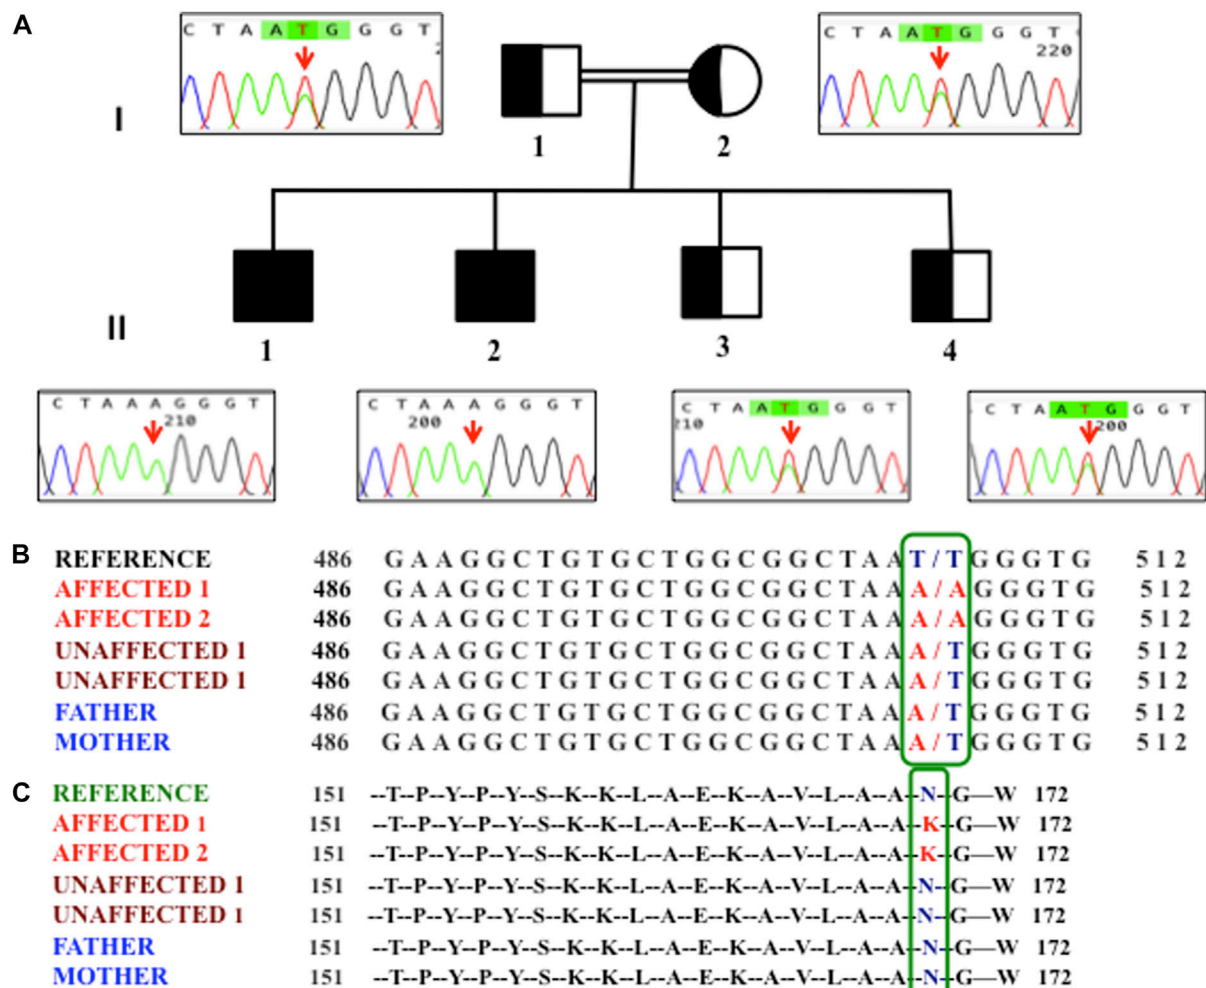 A
C T A A T G G G T
C T A A T G G G T
220
I
1 2
II
1 2 3 4
C T A A A G G G T
210
C T A A A G G G T
200
C T A A T G G G T
210
C T A A T G G G T
200
B
REFERENCE 486 G A A G G C T G T G C T G G C G G C T A A T / T G G G T G 512
AFFECTED 1 486 G A A G G C T G T G C T G G C G G C T A A A / A G G G T G 512
AFFECTED 2 486 G A A G G C T G T G C T G G C G G C T A A A / A G G G T G 512
UNAFFECTED 1 486 G A A G G C T G T G C T G G C G G C T A A A / T G G G T G 512
UNAFFECTED 1 486 G A A G G C T G T G C T G G C G G C T A A A / T G G G T G 512
FATHER 486 G A A G G C T G T G C T G G C G G C T A A A / T G G G T G 512
MOTHER 486 G A A G G C T G T G C T G G C G G C T A A A / T G G G T G 512
C
REFERENCE 151 --T--P--Y--P--Y--S--K--K--L--A--E--K--A--V--L--A--A--N--G—W 172
AFFECTED 1 151 --T--P--Y--P--Y--S--K--K--L--A--E--K--A--V--L--A--A--K--G—W 172
AFFECTED 2 151 --T--P--Y--P--Y--S--K--K--L--A--E--K--A--V--L--A--A--K--G—W 172
UNAFFECTED 1 151 --T--P--Y--P--Y--S--K--K--L--A--E--K--A--V--L--A--A--N--G—W 172
UNAFFECTED 1 151 --T--P--Y--P--Y--S--K--K--L--A--E--K--A--V--L--A--A--N--G—W 172
FATHER 151 --T--P--Y--P--Y--S--K--K--L--A--E--K--A--V--L--A--A--N--G—W 172
MOTHER 151 --T--P--Y--P--Y--S--K--K--L--A--E--K--A--V--L--A--A--N--G—W 172